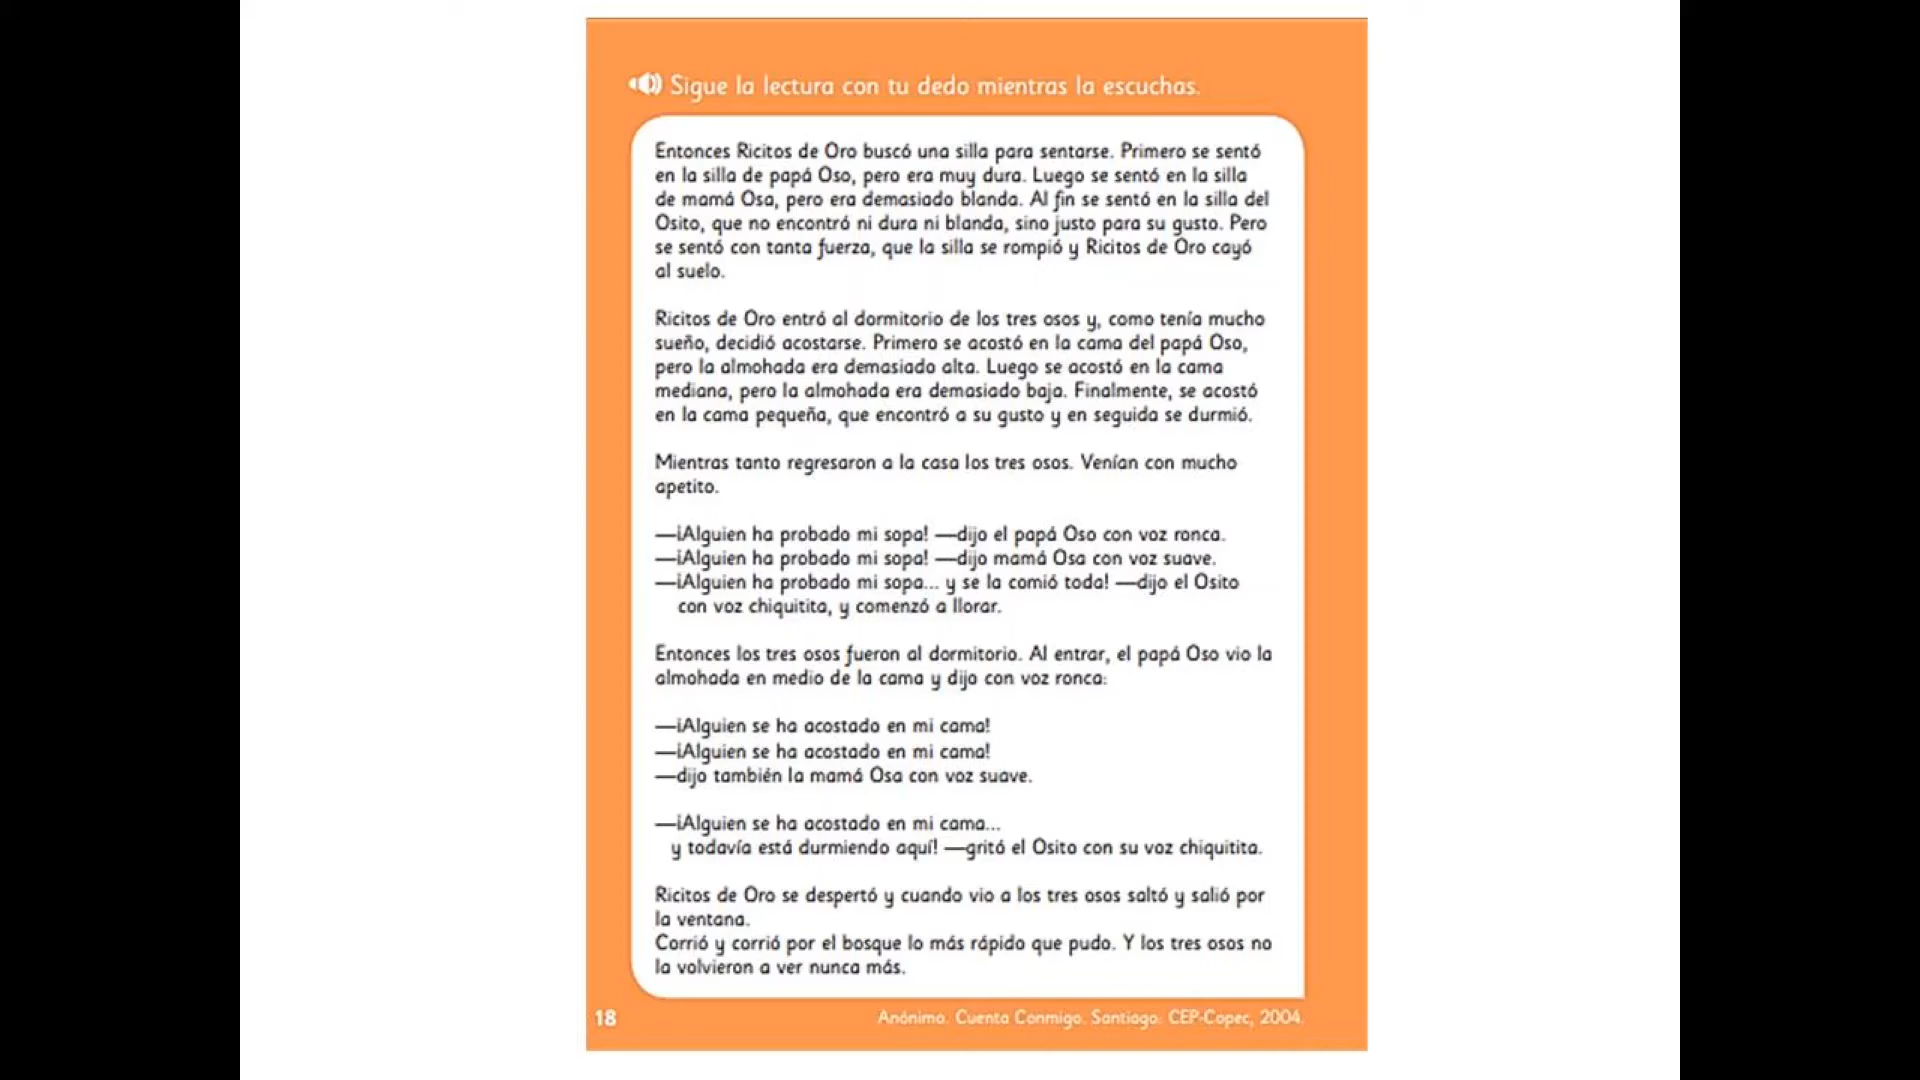 Sigue la lectura con tu dedo mientras la escuchas.
Entonces Ricitos de Oro buscó una silla para sentarse. Primero se sentó
en la silla de papá Oso, pero era muy dura. Luego se sentó en la silla
de mamá Osa, pero era demasiado blanda. Al fin se sentó en la silla del
Osito, que no encontró ni dura ni blanda, sino justo para su gusto. Pero
se sentó con tanta fuerza, que la silla se rompió y Ricitos de Oro cayó
al suelo.
Ricitos de Oro entró al dormitorio de los tres osos y, como tenía mucho
sueño, decidió acostarse. Primero se acostó en la cama del papá Oso,
pero la almohada era demasiado alta. Luego se acostó en la cama
mediana, pero la almohada era demasiado baja. Finalmente, se acostó
en la cama pequeña, que encontró a su gusto y en seguida se durmió.
Mientras tanto regresaron a la casa los tres osos. Venían con mucho
apetito.
—¡Alguien ha probado mi sopa! —dijo el papá Oso con voz ronca.
—¡Alguien ha probado mi sopa! —dijo mamá Osa con voz suave.
—¡Alguien ha probado mi sopa... y se la comió toda! —dijo el Osito
con voz chiquitita, y comenzó a llorar.
Entonces los tres osos fueron al dormitorio. Al entrar, el papá Oso vio la
almohada en medio de la cama y dijo con voz ronca:
—¡Alguien se ha acostado en mi cama!
—¡Alguien se ha acostado en mi cama!
—dijo también la mamá Osa con voz suave.
—¡Alguien se ha acostado en mi cama...
y todavía está durmiendo aquí! —gritó el Osito con su voz chiquitita.
Ricitos de Oro se despertó y cuando vio a los tres osos saltó y salió por
la ventana.
Corrió y corrió por el bosque lo más rápido que pudo. Y los tres osos no
la volvieron a ver nunca más.
18
Anónimo. Cuenta Conmigo. Santiago: CEP-Copec, 2004.